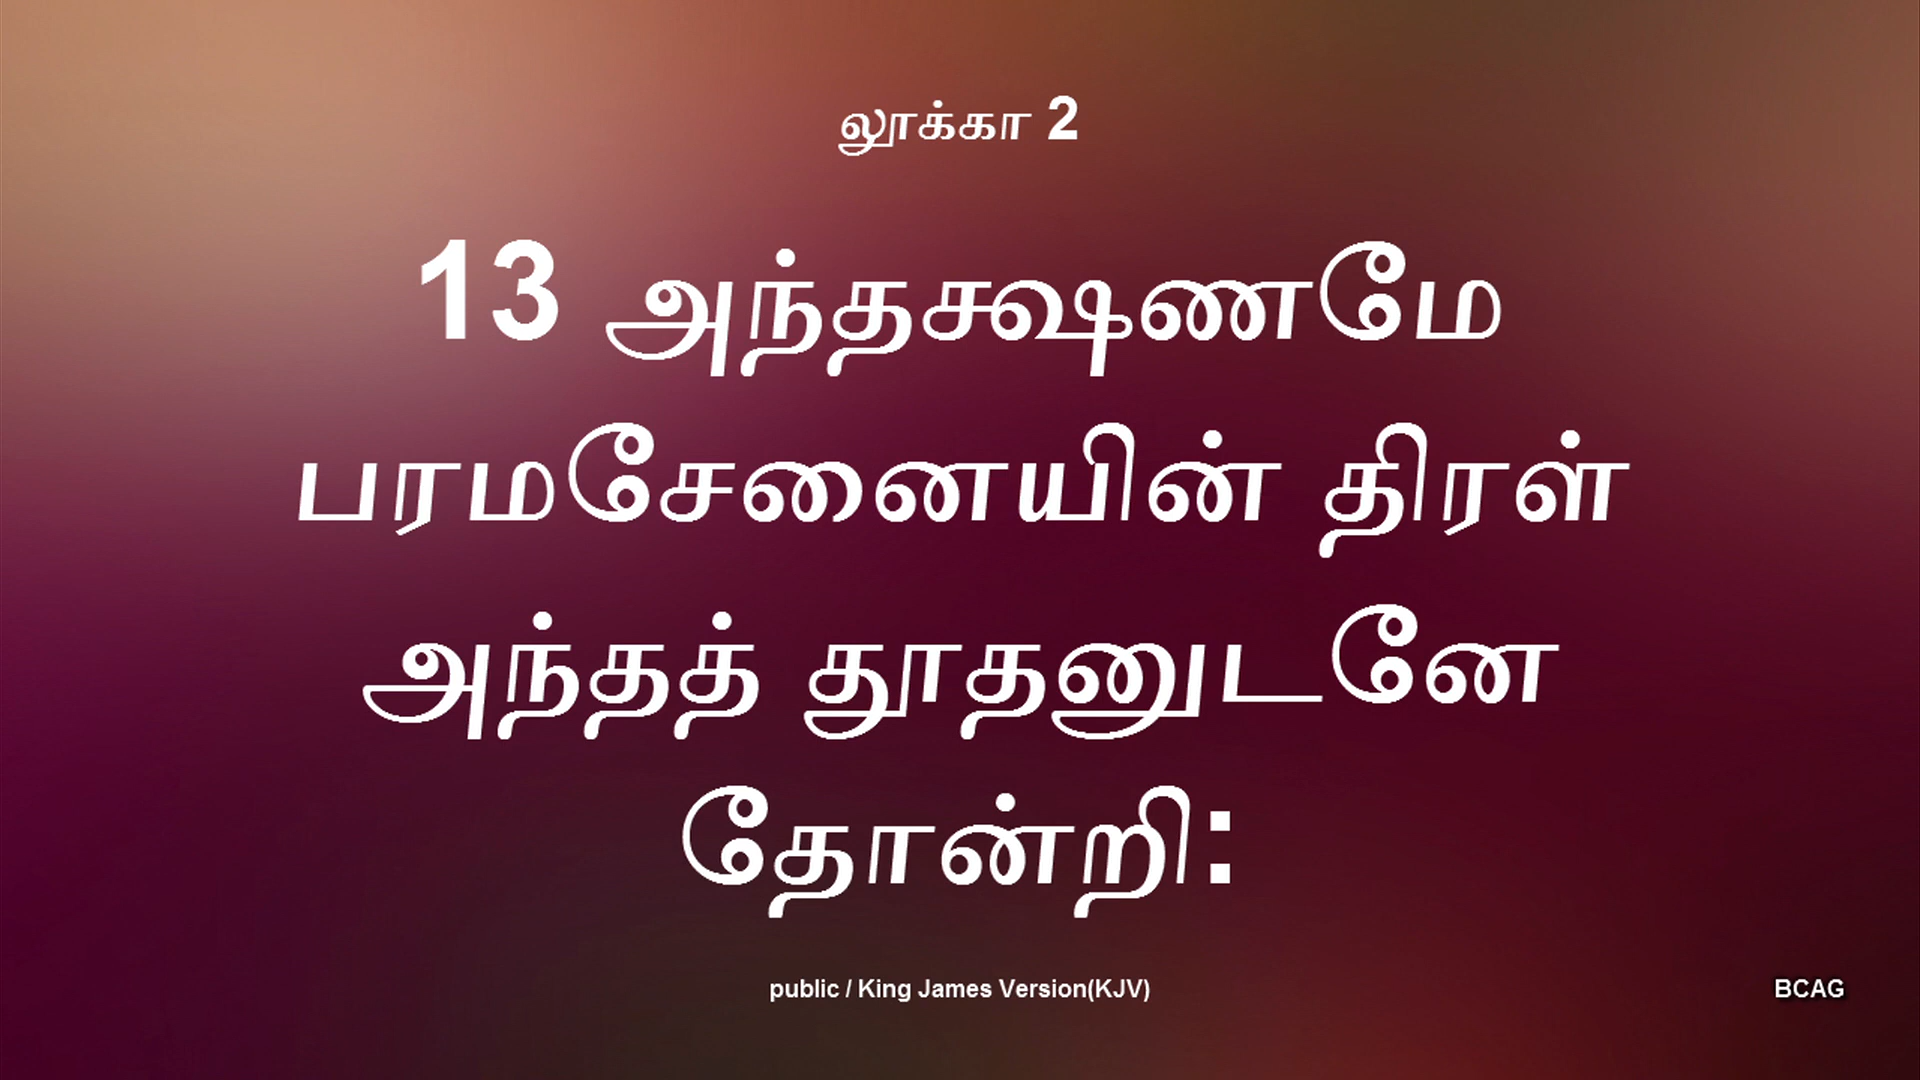 லூக்கா 2
13 அந்தக்ஷணமே
பரமசேனையின் திரள்
அந்தத் தூதனுடனே
தோன்றி:
public / King James Version(KJV)
BCAG